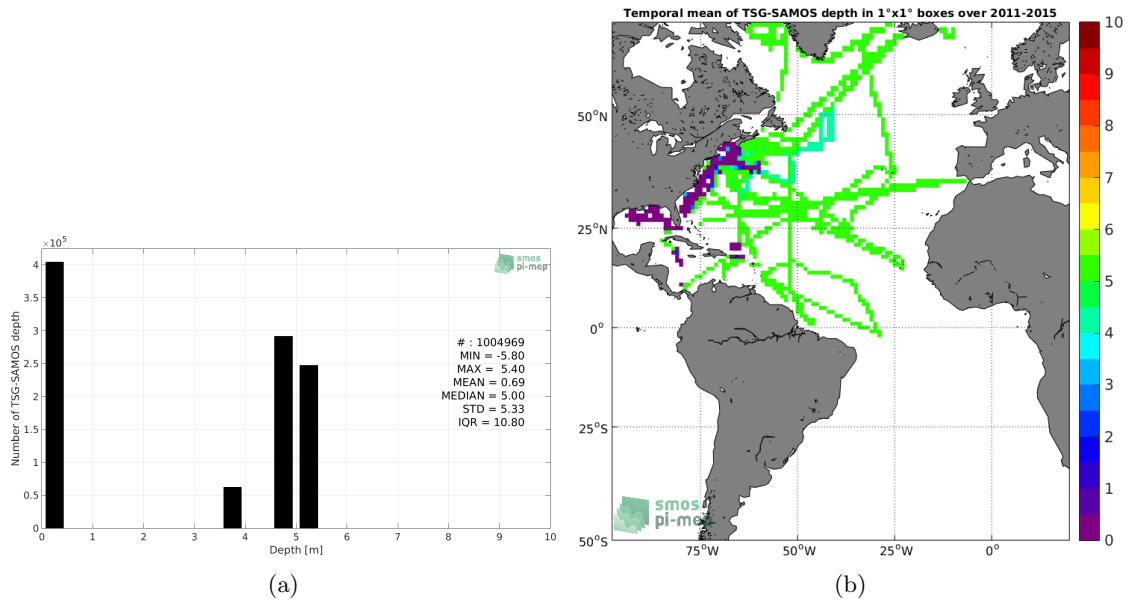 ×10⁵
4
3.5
3
2.5
2
1.5
1
0.5
0
0 1 2 3 4 5 6 7 8 9 10
Number of TSG-SAMOS depth
Depth [m]
smos
pi-mep
# : 1004969
MIN = -5.80
MAX = 5.40
MEAN = 0.69
MEDIAN = 5.00
STD = 5.33
IQR = 10.80
(a)
Temporal mean of TSG-SAMOS depth in 1°x1° boxes over 2011-2015
50°N
25°N
0°
25°S
50°S
75°W 50°W 25°W 0°
smos
pi-mep
10
9
8
7
6
5
4
3
2
1
0
(b)